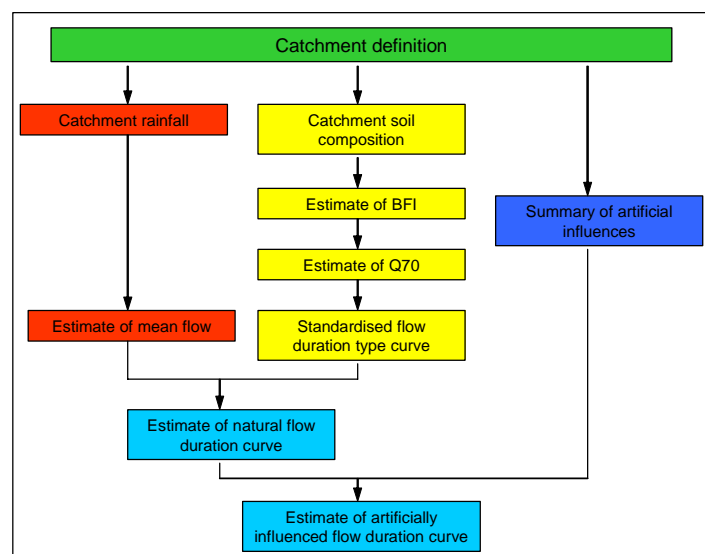 Catchment definition
Catchment rainfall
Catchment soil
composition
Estimate of BFI
Summary of artificial
influences
Estimate of Q70
Estimate of mean flow
Standardised flow
duration type curve
Estimate of natural flow
duration curve
Estimate of artificially
influenced flow duration curve